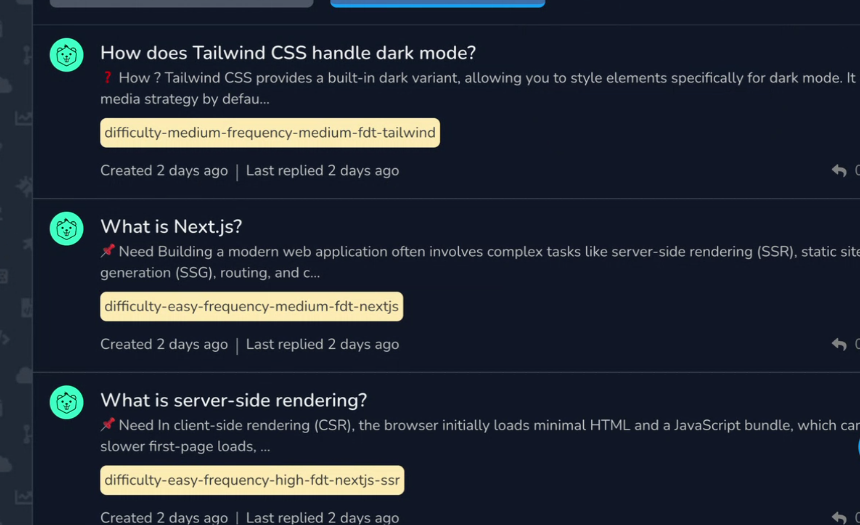 How does Tailwind CSS handle dark mode?
❓ How ? Tailwind CSS provides a built-in dark variant, allowing you to style elements specifically for dark mode. It
media strategy by defau...
difficulty-medium-frequency-medium-fdt-tailwind
Created 2 days ago | Last replied 2 days ago
What is Next.js?
📌 Need Building a modern web application often involves complex tasks like server-side rendering (SSR), static site
generation (SSG), routing, and c...
difficulty-easy-frequency-medium-fdt-nextjs
Created 2 days ago | Last replied 2 days ago
What is server-side rendering?
📌 Need In client-side rendering (CSR), the browser initially loads minimal HTML and a JavaScript bundle, which can
slower first-page loads, ...
difficulty-easy-frequency-high-fdt-nextjs-ssr
Created 2 days ago | Last replied 2 days ago